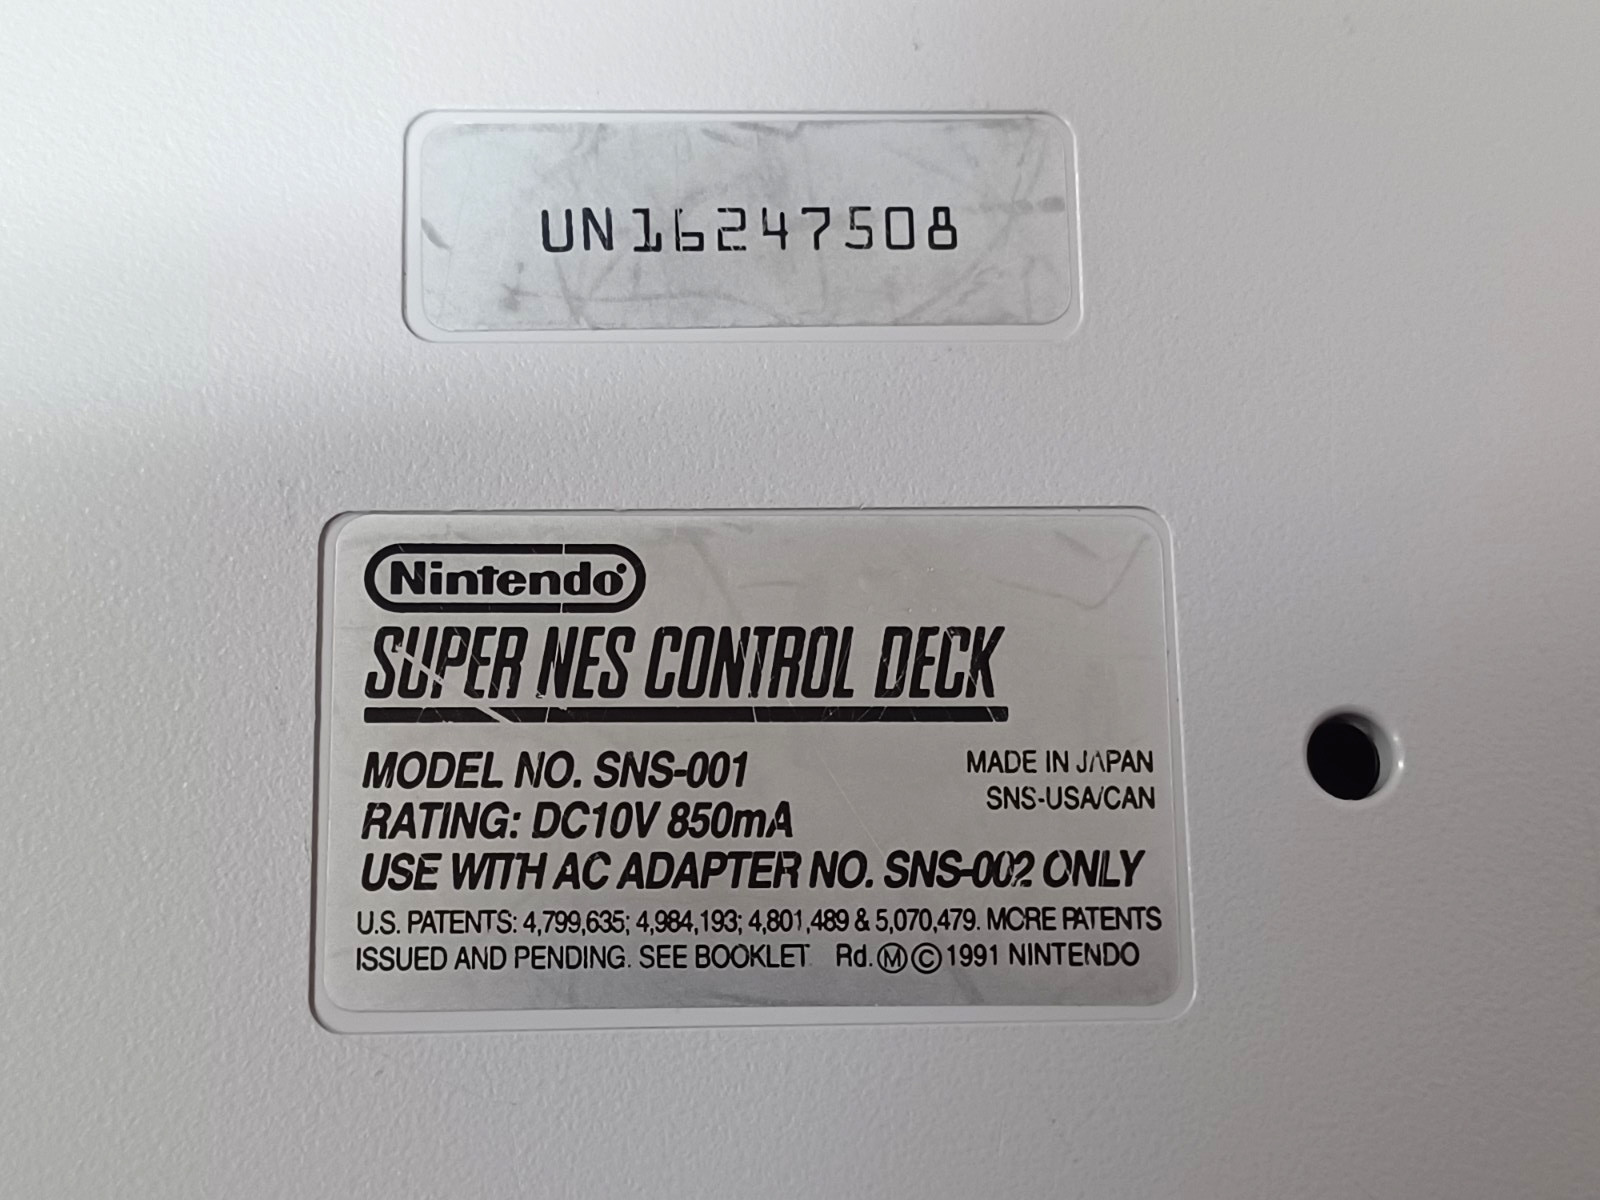 UN16247508
Nintendo
SUPER NES CONTROL DECK
MODEL NO. SNS-001
RATING: DC10V 850mA
MADE IN JAPAN
SNS-USA/CAN
USE WITH AC ADAPTER NO. SNS-002 ONLY
U.S. PATENTS: 4,799,635; 4,984,193; 4,801,489 & 5,070,479. MORE PATENTS
ISSUED AND PENDING. SEE BOOKLET Rd.Ⓜ©1991 NINTENDO